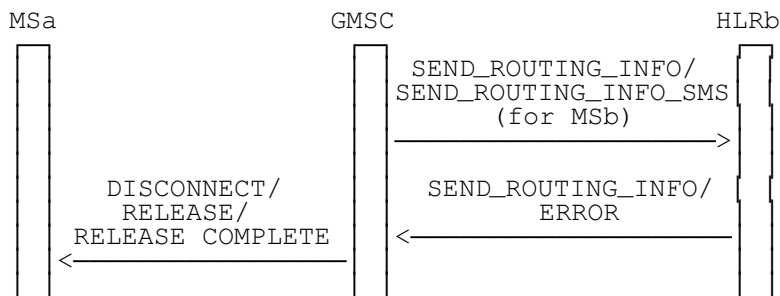 MSa GMSC HLRb
SEND_ROUTING_INFO/
SEND_ROUTING_INFO_SMS
(for MSb)
DISCONNECT/ SEND_ROUTING_INFO/
RELEASE/ ERROR
RELEASE COMPLETE